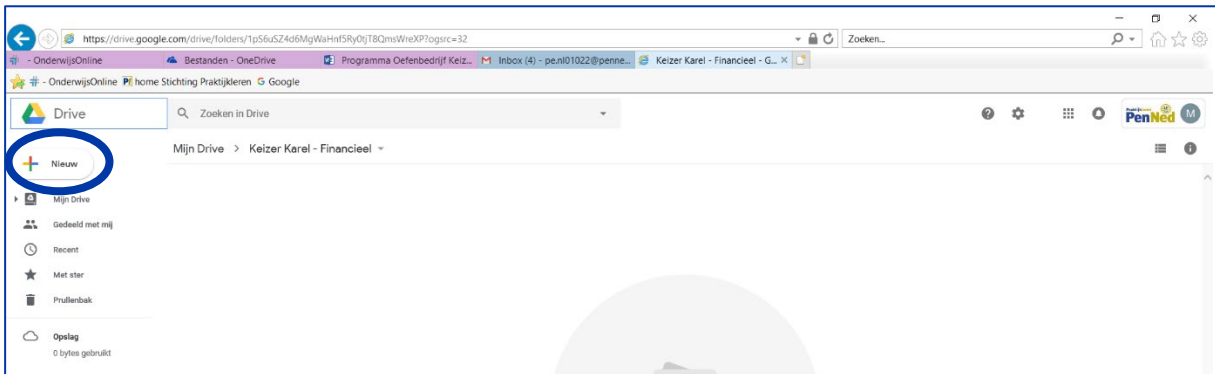 https://drive.google.com/drive/folders/1pS6uSZ4d6MgWaHnf5Ry0tjT8QmsWreXP?ogsrc=32
Zoeken...
# - OnderwijsOnline
Bestanden - OneDrive
Programma Oefenbedrijf Keiz...
Inbox (4) - pe.nl01022@penne...
Keizer Karel - Financieel - G...
# - OnderwijsOnline
home Stichting Praktijkleren
G Google
Drive
Zoeken in Drive
PenNed
M
Nieuw
Mijn Drive > Keizer Karel - Financieel
Mijn Drive
Gedeeld met mij
Recent
Met ster
Prullenbak
Opslag
0 bytes gebruikt